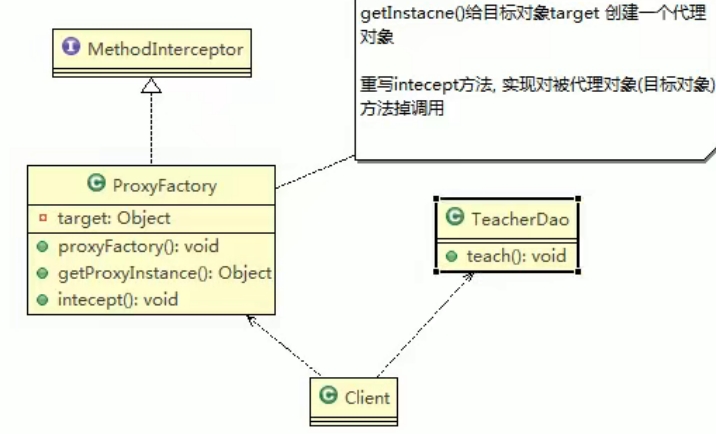 getInstacne()给目标对象target 创建一个代理
对象
重写intecept方法, 实现对被代理对象(目标对象)
方法掉调用
MethodInterceptor
ProxyFactory
target: Object
proxyFactory(): void
getProxyInstance(): Object
intecept(): void
TeacherDao
teach(): void
Client